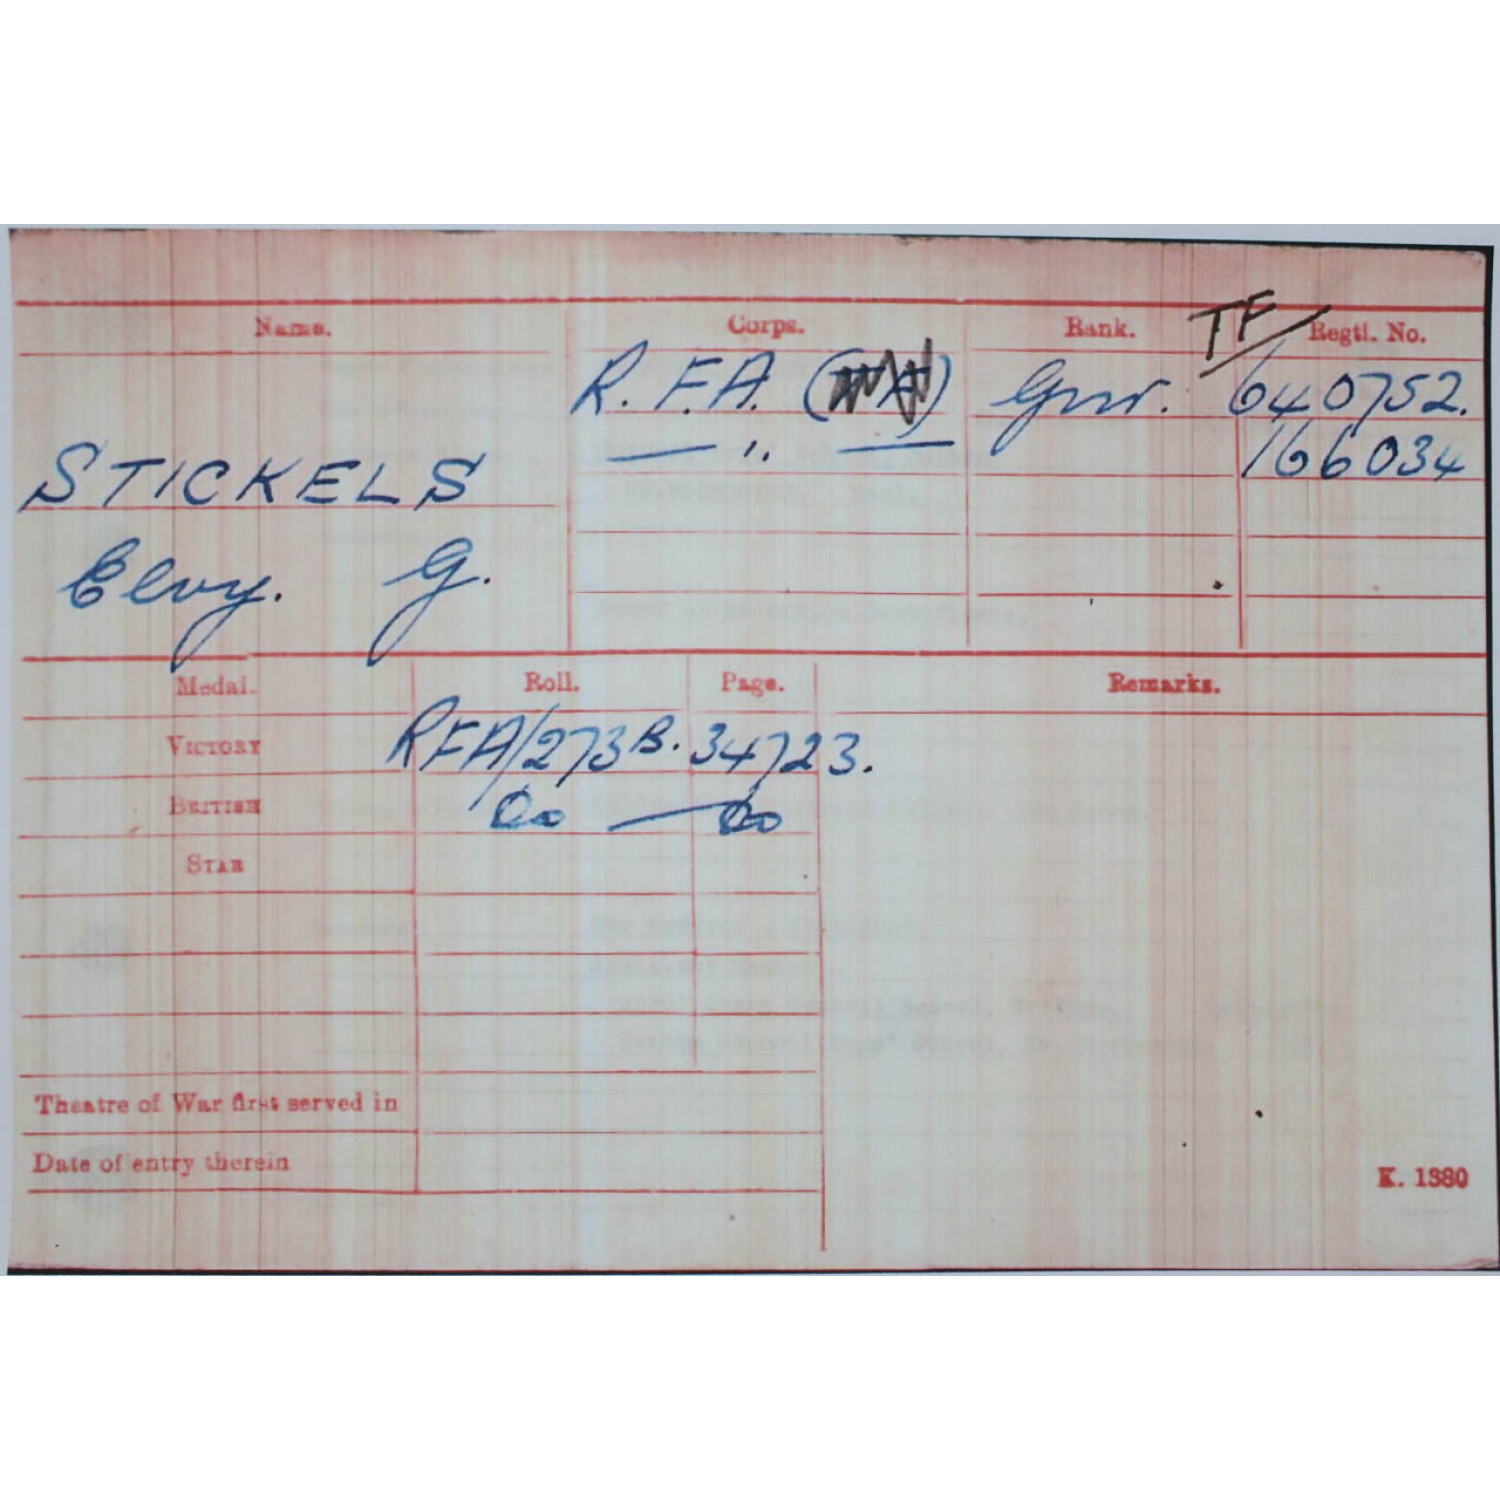 Name. Corps. Rank. TF/ Regtl. No.
R.F.A. ( ) Gnr. 640752.
— ,, — 166034
STICKELS
Elvy. G.
Medal. Roll. Page. Remarks.
VICTORY RFA/273B. 34723.
BRITISH Do — Do
STAR
Theatre of War first served in
Date of entry therein
K. 1380